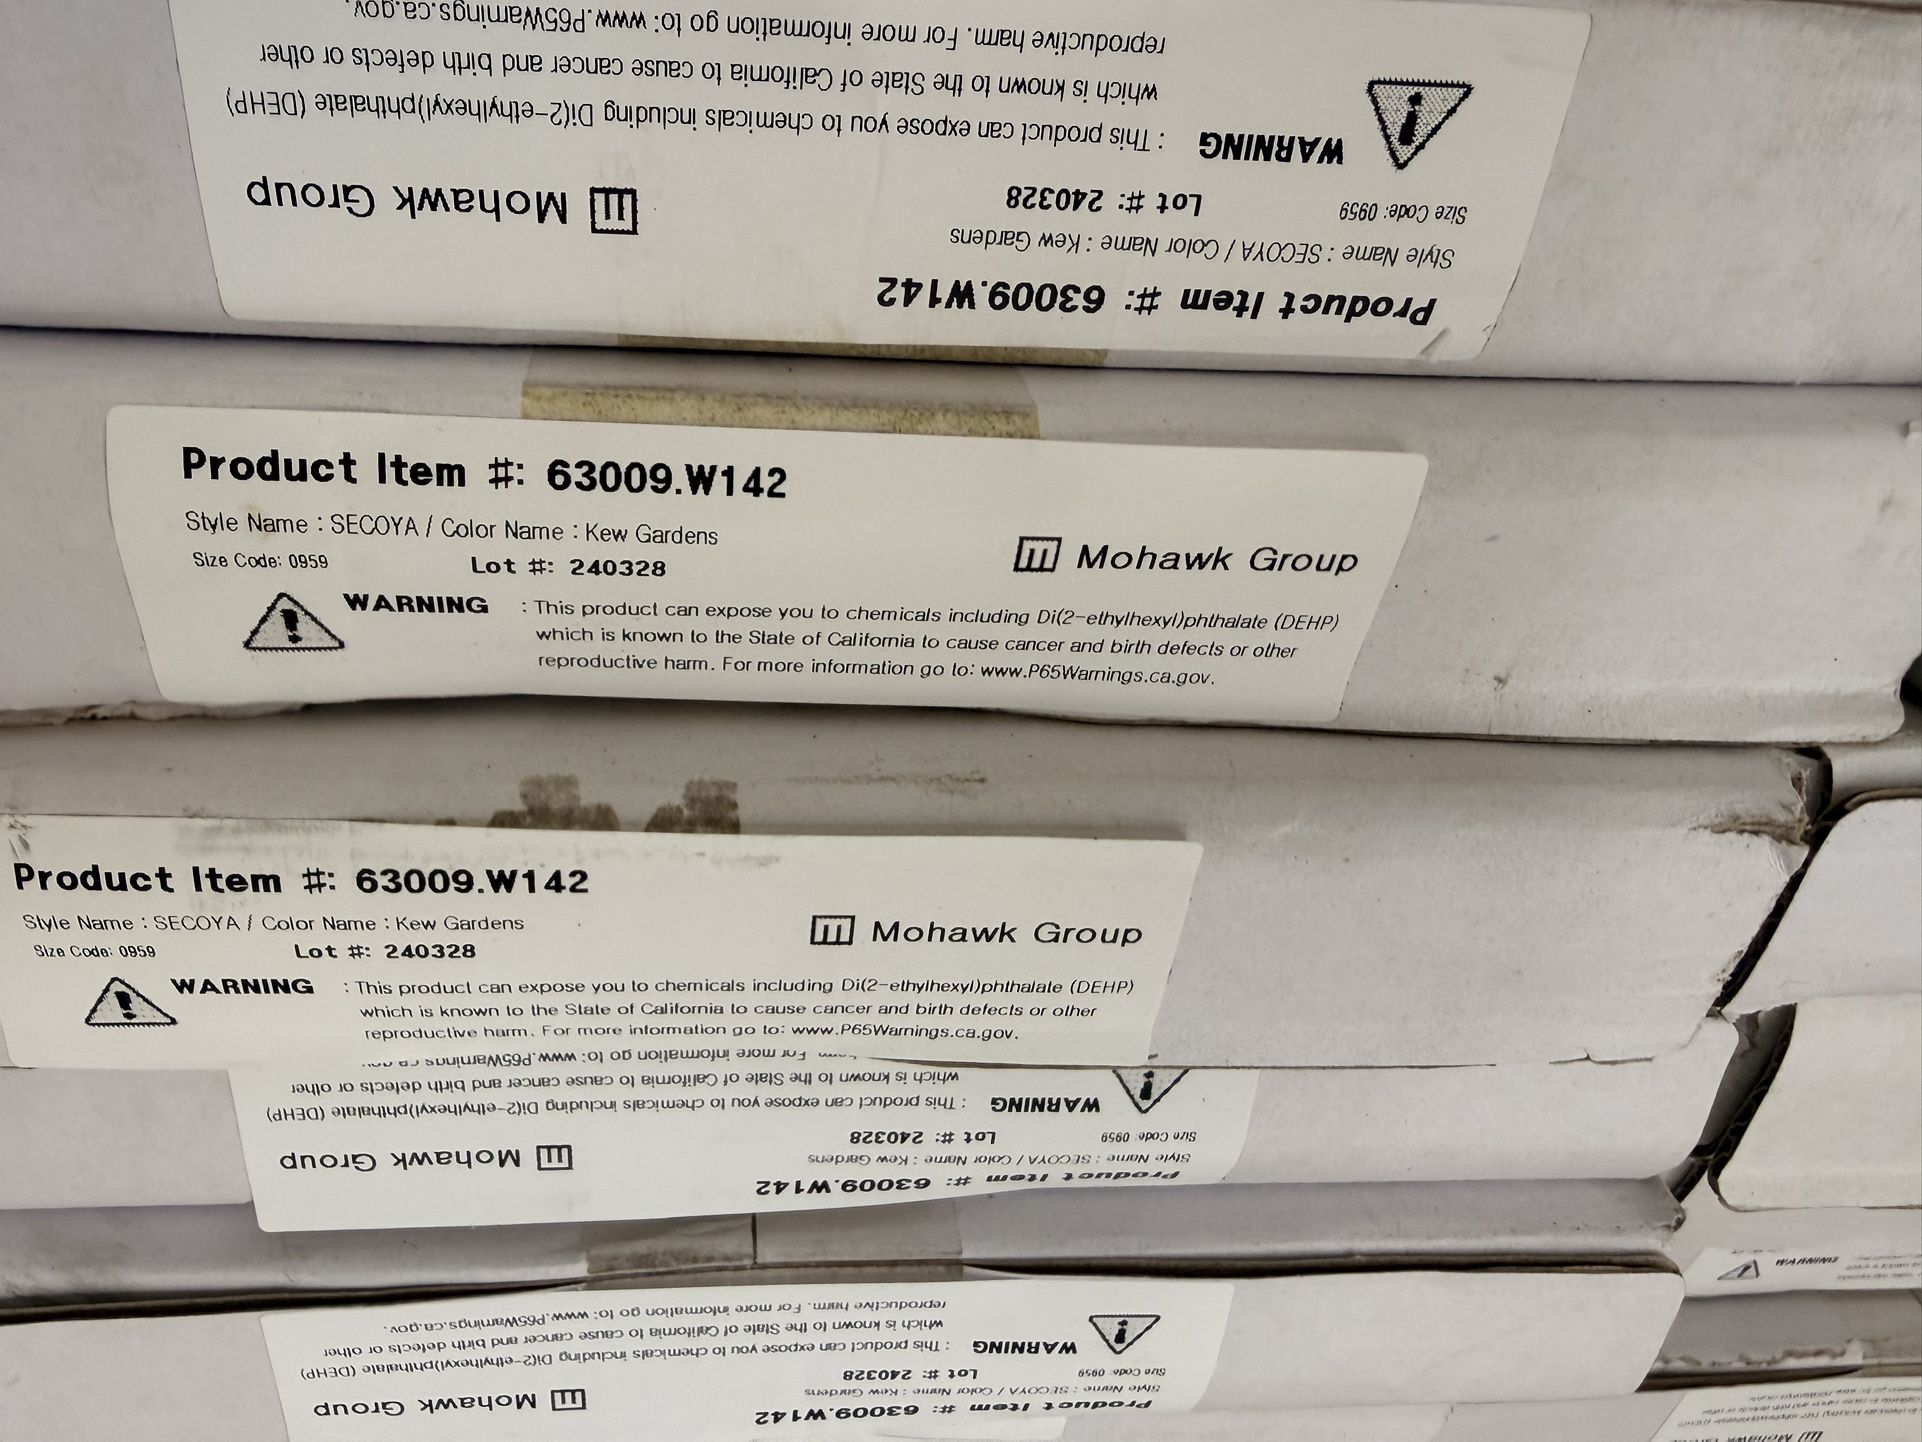 Product Item #: 63009.W142
Style Name : SECOYA / Color Name : Kew Gardens
Size Code: 0959 Lot #: 240328
Mohawk Group
WARNING : This product can expose you to chemicals including Di(2-ethylhexyl)phthalate (DEHP)
which is known to the State of California to cause cancer and birth defects or other
reproductive harm. For more information go to: www.P65Warnings.ca.gov.
Product Item #: 63009.W142
Style Name : SECOYA / Color Name : Kew Gardens
Size Code: 0959 Lot #: 240328
Mohawk Group
WARNING : This product can expose you to chemicals including Di(2-ethylhexyl)phthalate (DEHP)
which is known to the State of California to cause cancer and birth defects or other
reproductive harm. For more information go to: www.P65Warnings.ca.gov.
Product Item #: 63009.W142
Style Name : SECOYA / Color Name : Kew Gardens
Size Code: 0959 Lot #: 240328
Mohawk Group
WARNING : This product can expose you to chemicals including Di(2-ethylhexyl)phthalate (DEHP)
which is known to the State of California to cause cancer and birth defects or other
reproductive harm. For more information go to: www.P65Warnings.ca.gov.
Product Item #: 63009.W142
Style Name : SECOYA / Color Name : Kew Gardens
Size Code: 0959 Lot #: 240328
Mohawk Group
WARNING : This product can expose you to chemicals including Di(2-ethylhexyl)phthalate (DEHP)
which is known to the State of California to cause cancer and birth defects or other
For more information go to: www.P65Warnings
Product Item #: 63009.W142
Style Name : SECOYA / Color Name : Kew Gardens
Size Code: 0959 Lot #: 240328
Mohawk Group
WARNING : This product can expose you to chemicals including Di(2-ethylhexyl)phthalate (DEHP)
which is known to the State of California to cause cancer and birth defects or other
reproductive harm. For more information go to: www.P65Warnings.ca.gov.
WARNING
Mohawk